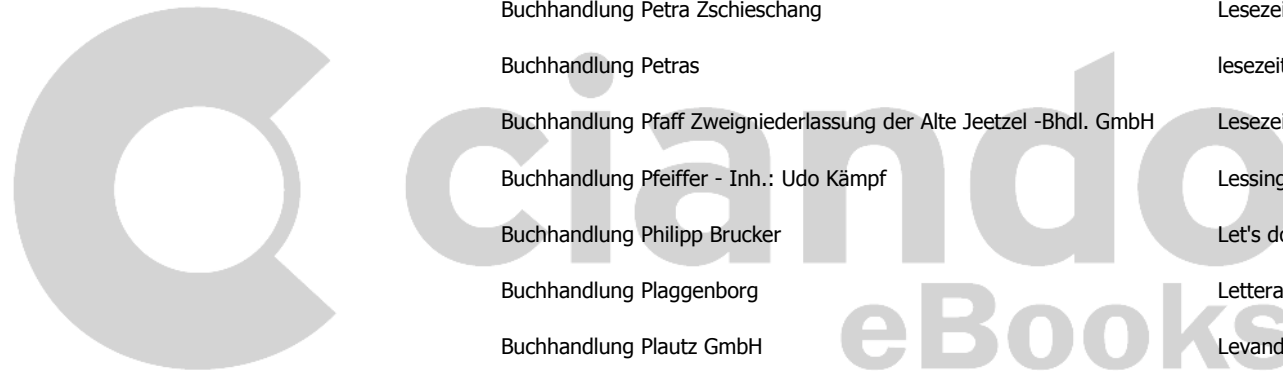 Buchhandlung Petra Zschieschang
Buchhandlung Petras
Buchhandlung Pfaff Zweigniederlassung der Alte Jeetzel -Bhdl. GmbH
Buchhandlung Pfeiffer - Inh.: Udo Kämpf
Buchhandlung Philipp Brucker
Buchhandlung Plaggenborg
Buchhandlung Plautz GmbH
Let's
ciando
eBooks